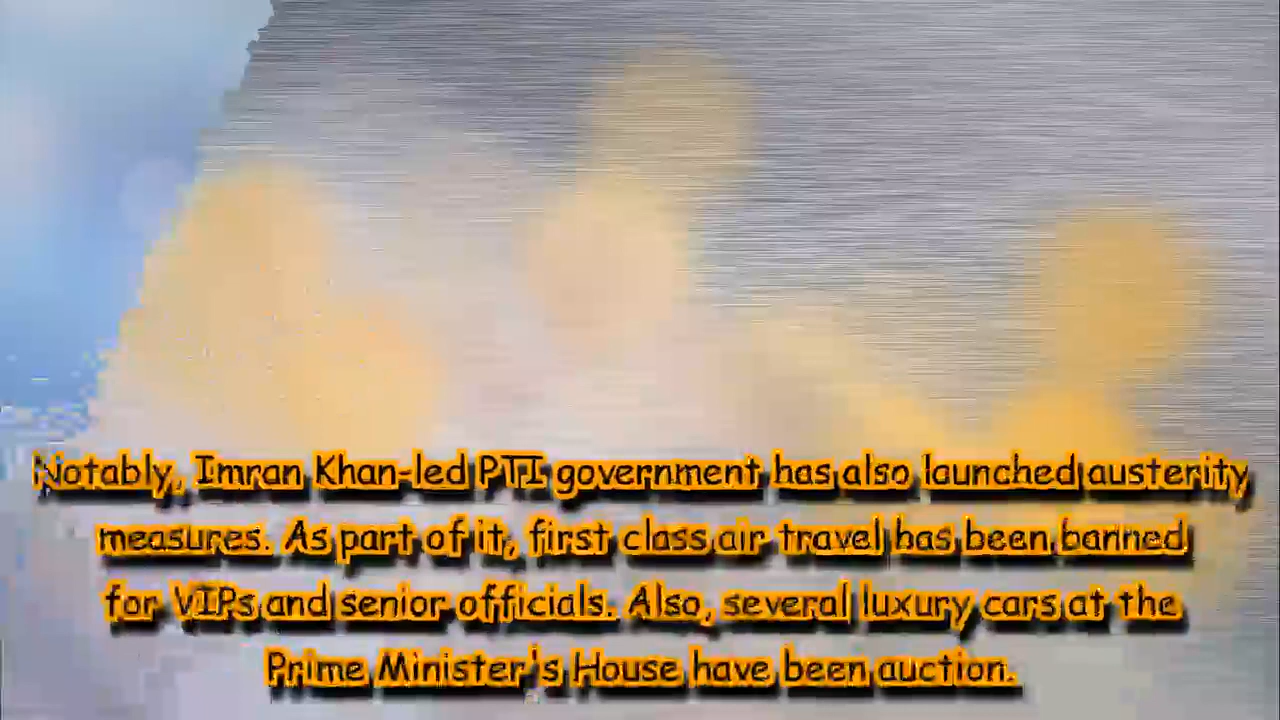 Notably, Imran Khan-led PTI government has also launched austerity
measures. As part of it, first class air travel has been banned
for VIPs and senior officials. Also, several luxury cars at the
Prime Minister's House have been auction.